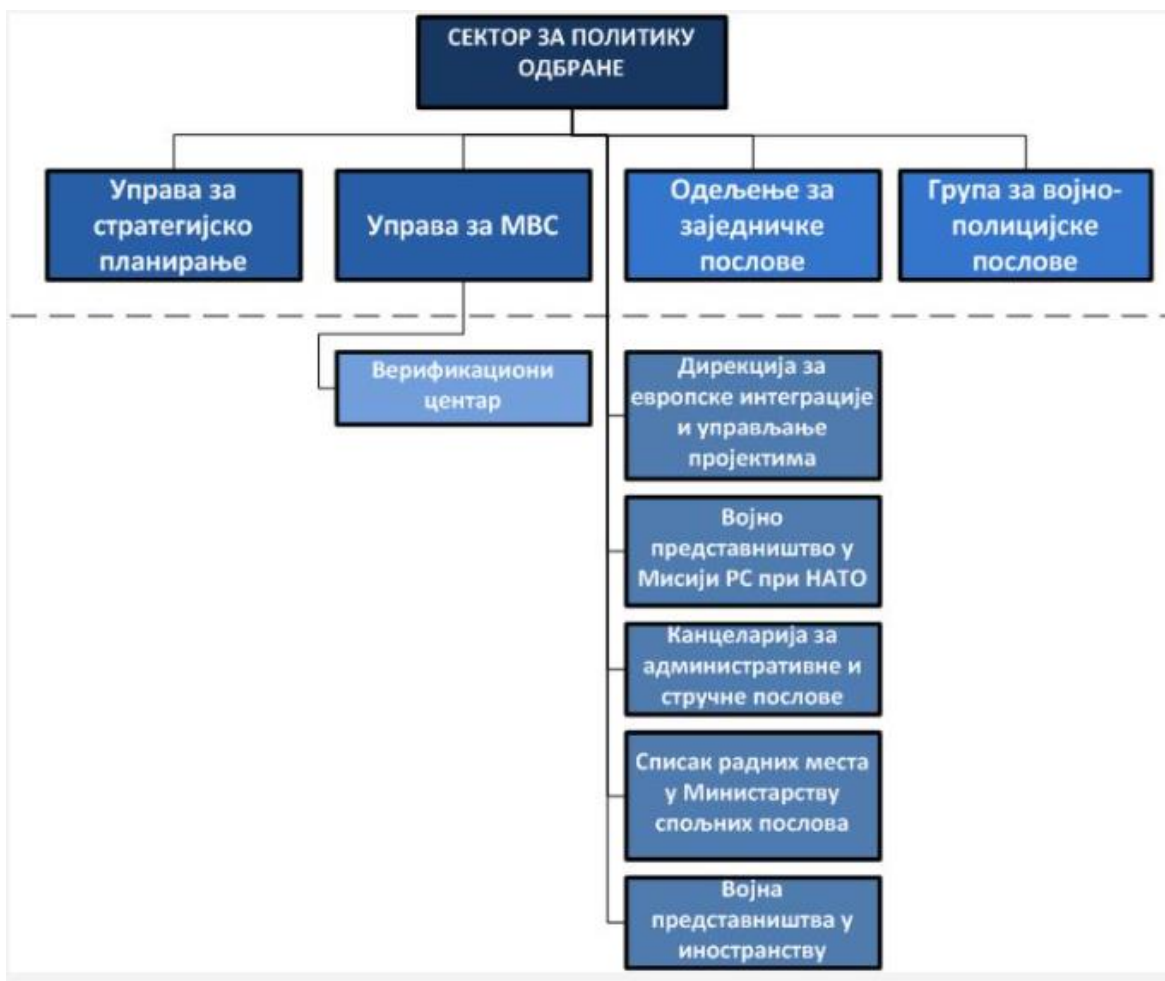 СЕКТОР ЗА ПОЛИТИКУ
ОДБРАНЕ
Управа за
стратегијско
планирање
Управа за МВС
Одељење за
заједничке
послове
Група за војно-
полицијске
послове
Верификациони
центар
Дирекција за
европске интеграције
и управљање
пројектима
Војно
представништво у
Мисији РС при НАТО
Канцеларија за
административне и
стручне послове
Списак радних места
у Министарству
спољних послова
Војна
представништва у
иностранству